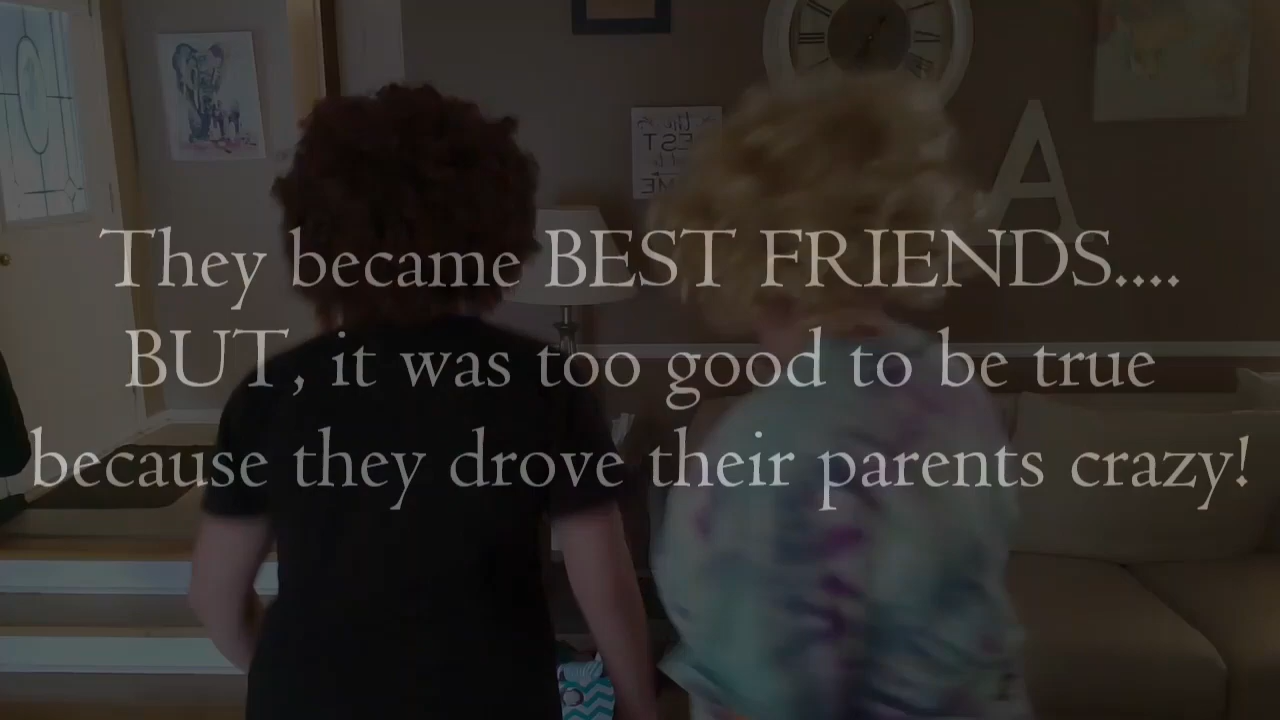 They became BEST FRIENDS....
BUT, it was too good to be true
because they drove their parents crazy!
A